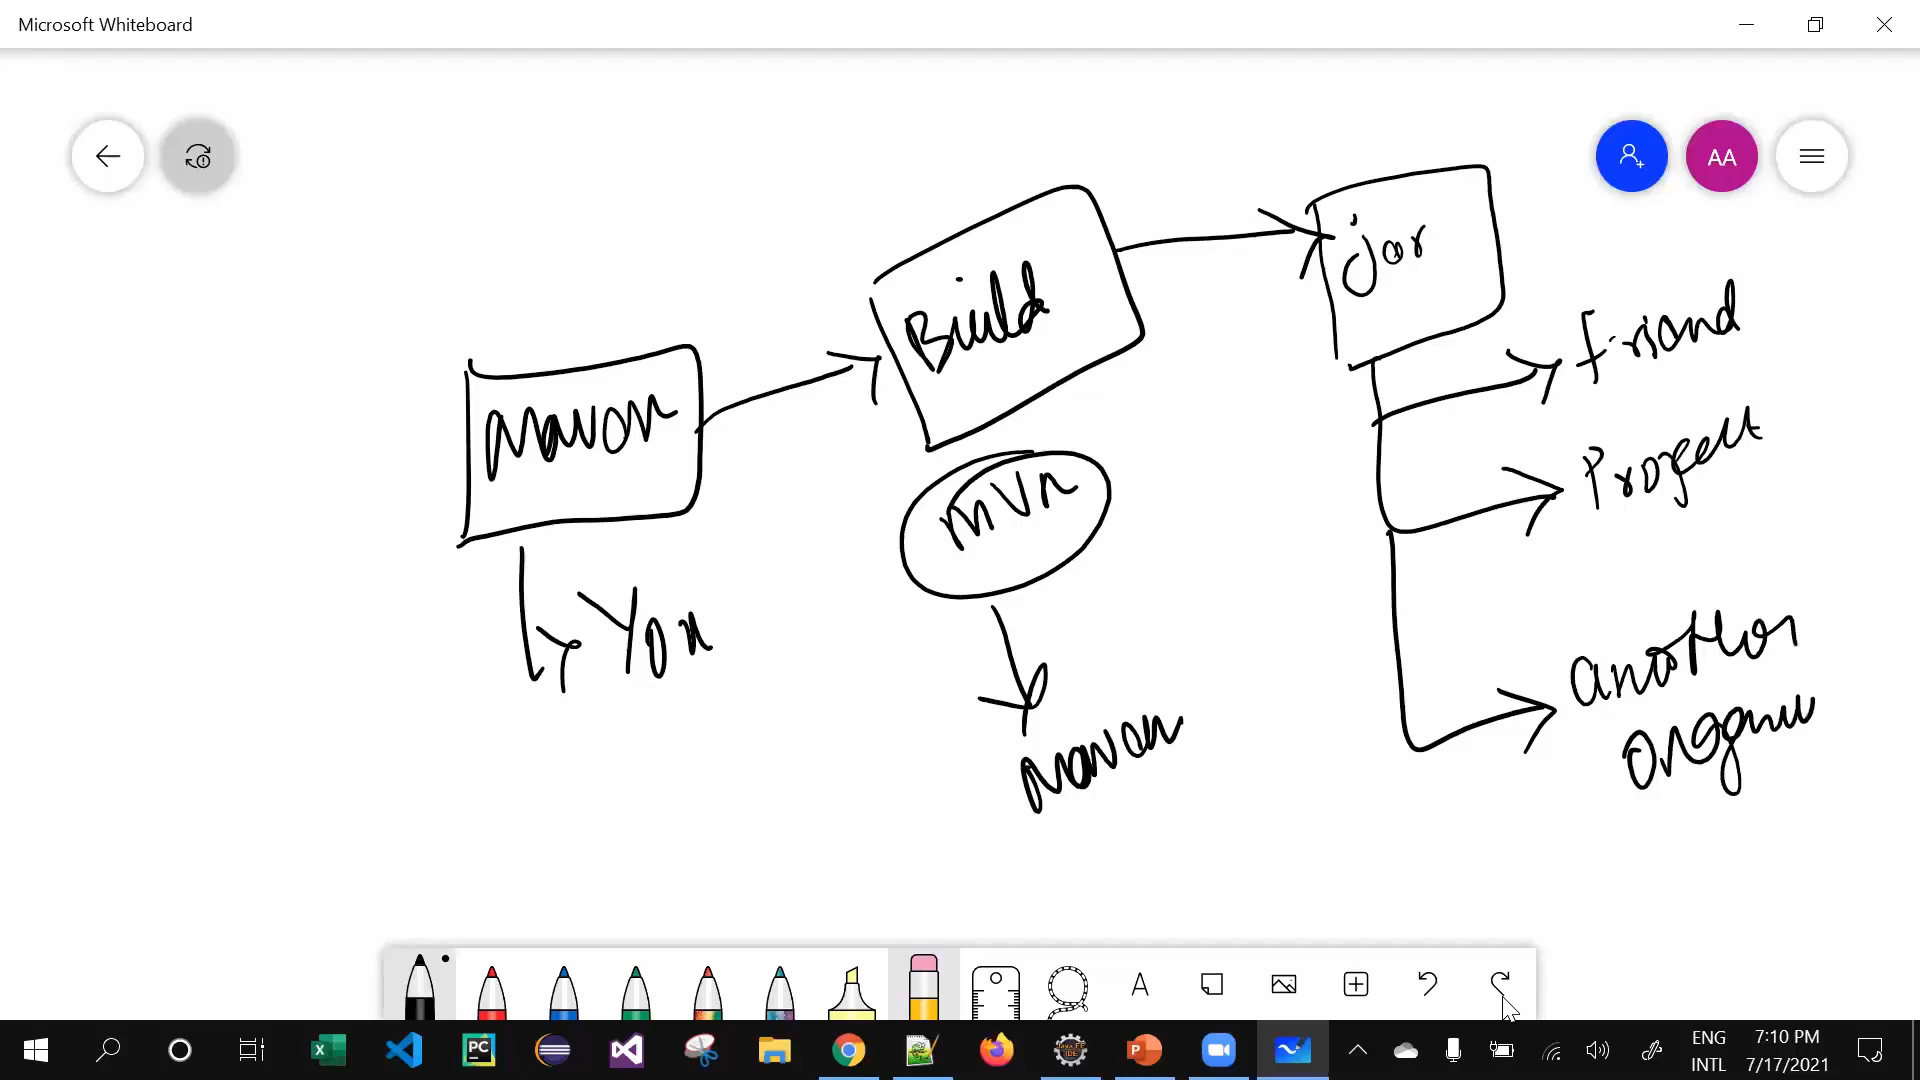 Microsoft Whiteboard
AA
maven
Build
jar
mvn
You
maven
friend
Project
another
A
ENG
INTL
7:10 PM
7/17/2021